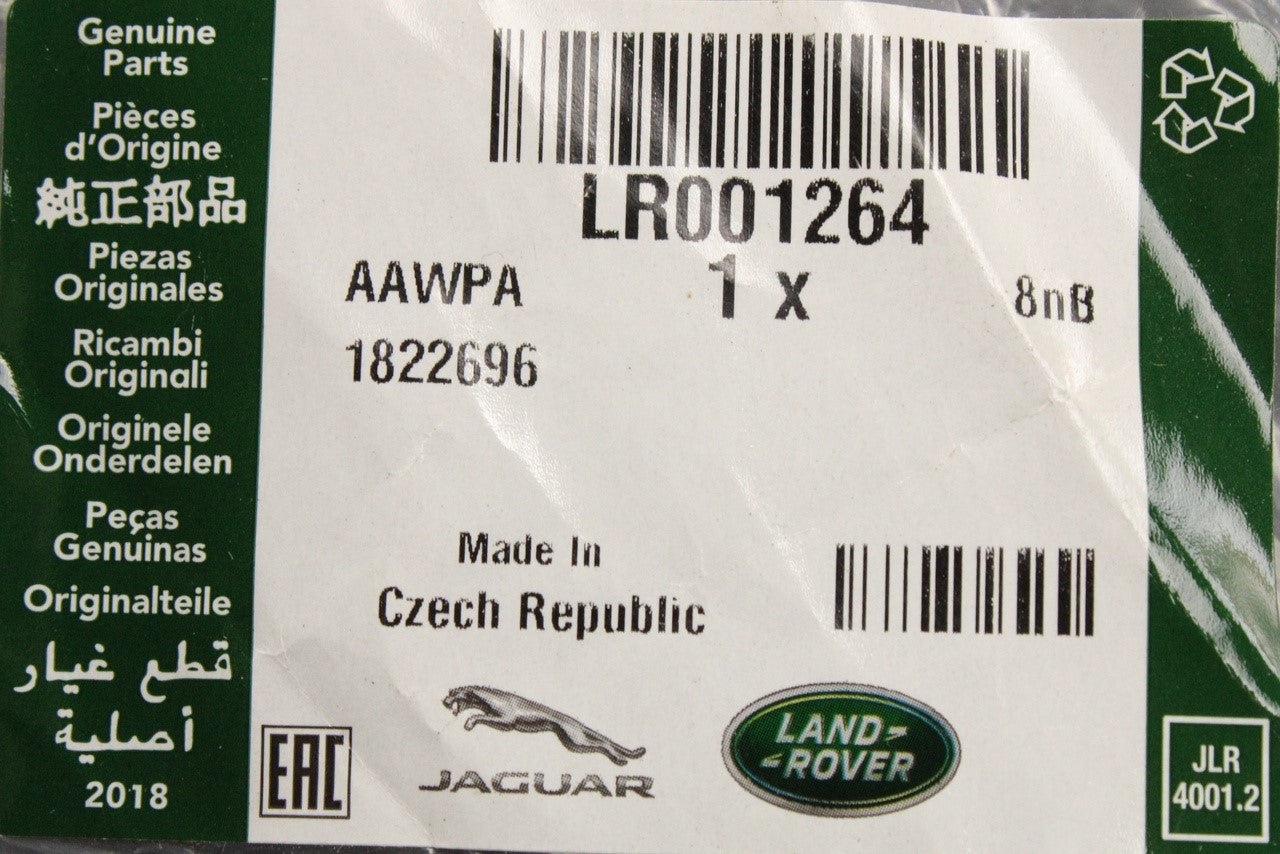 Genuine
Parts
Pièces
d'Origine
純正部品
Piezas
Originales
Ricambi
Originali
Originele
Onderdelen
Peças
Genuinas
Originalteile
قطع غيار
أصلية
2018
LR001264
AAWPA
1 x
8nB
1822696
Made In
Czech Republic
EAC
JAGUAR
LAND
ROVER
JLR
4001.2